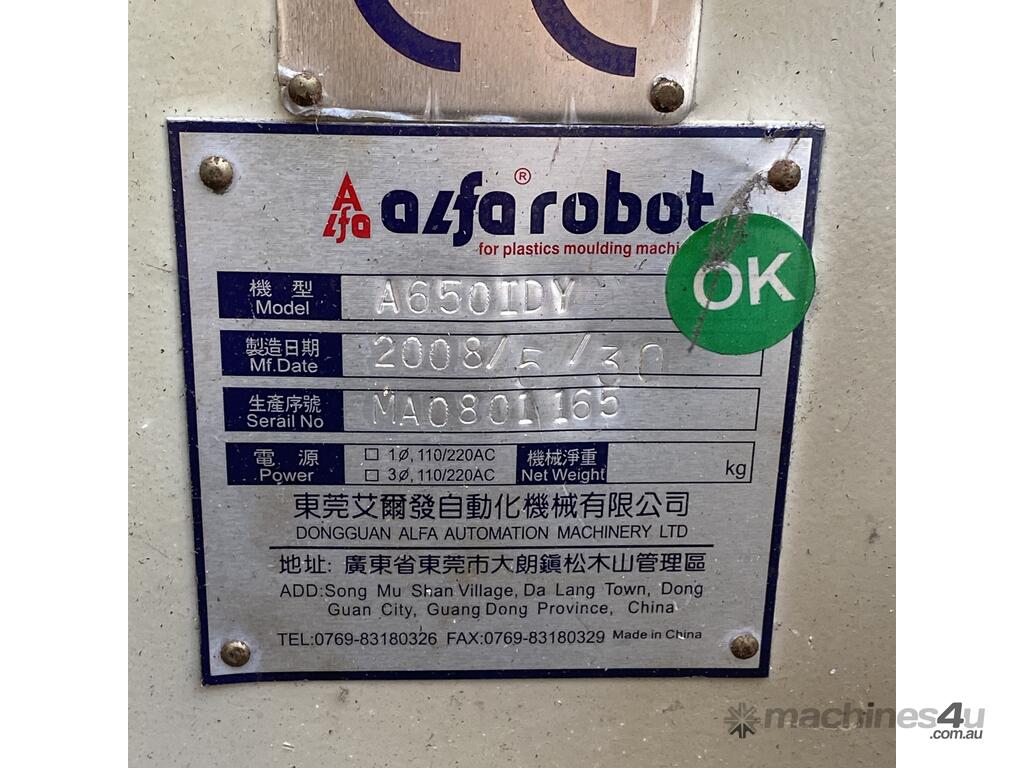 CE
Alfa alfa robot ®
for plastics moulding machi
OK
機型 Model A650IDY
製造日期 Mf.Date 2008/5/30
生產序號 Serail No MA0801165
電源 Power □ 1ø, 110/220AC
□ 3ø, 110/220AC
機械淨重 Net Weight kg
東莞艾爾發自動化機械有限公司
DONGGUAN ALFA AUTOMATION MACHINERY LTD
地址: 廣東省東莞市大朗鎮松木山管理區
ADD:Song Mu Shan Village, Da Lang Town, Dong
Guan City, Guang Dong Province, China
TEL:0769-83180326 FAX:0769-83180329 Made in China
machines4u
.com.au